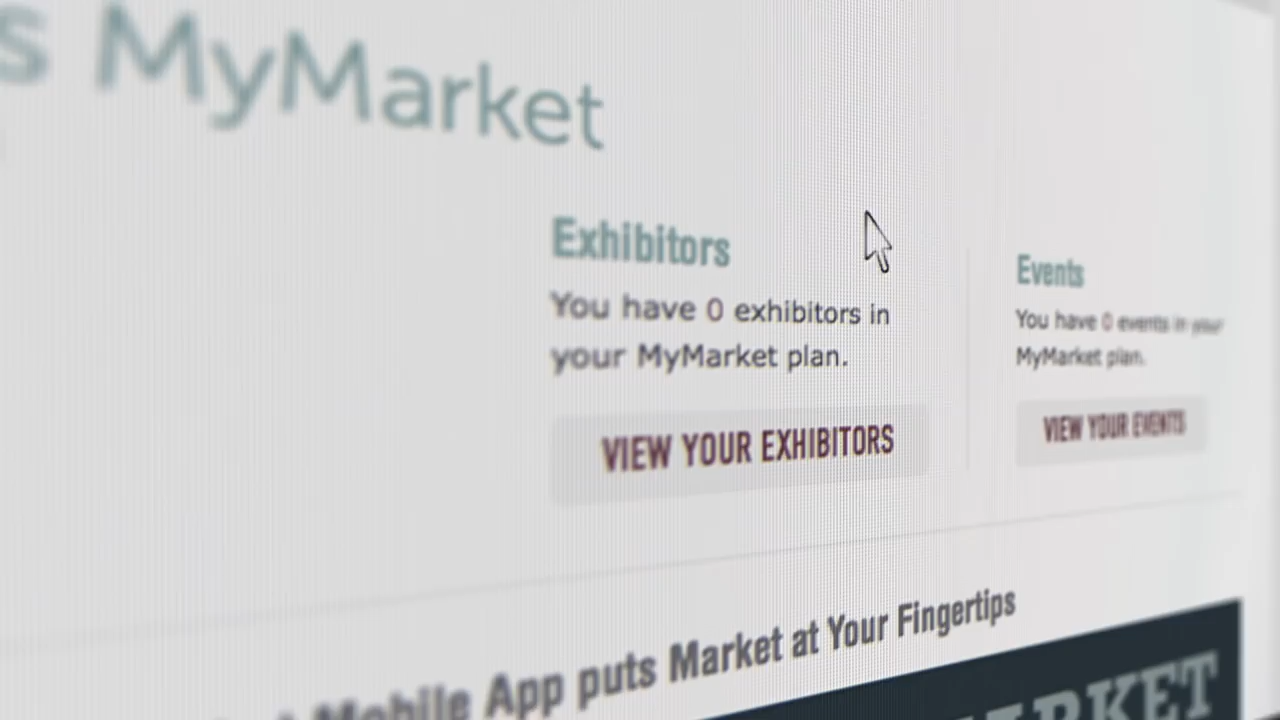 s MyMarket
Exhibitors
You have 0 exhibitors in
your MyMarket plan.
VIEW YOUR EXHIBITORS
Events
You have 0 events in your
MyMarket plan.
VIEW YOUR EVENTS
Mobile App puts Market at Your Fingertips
MARKET